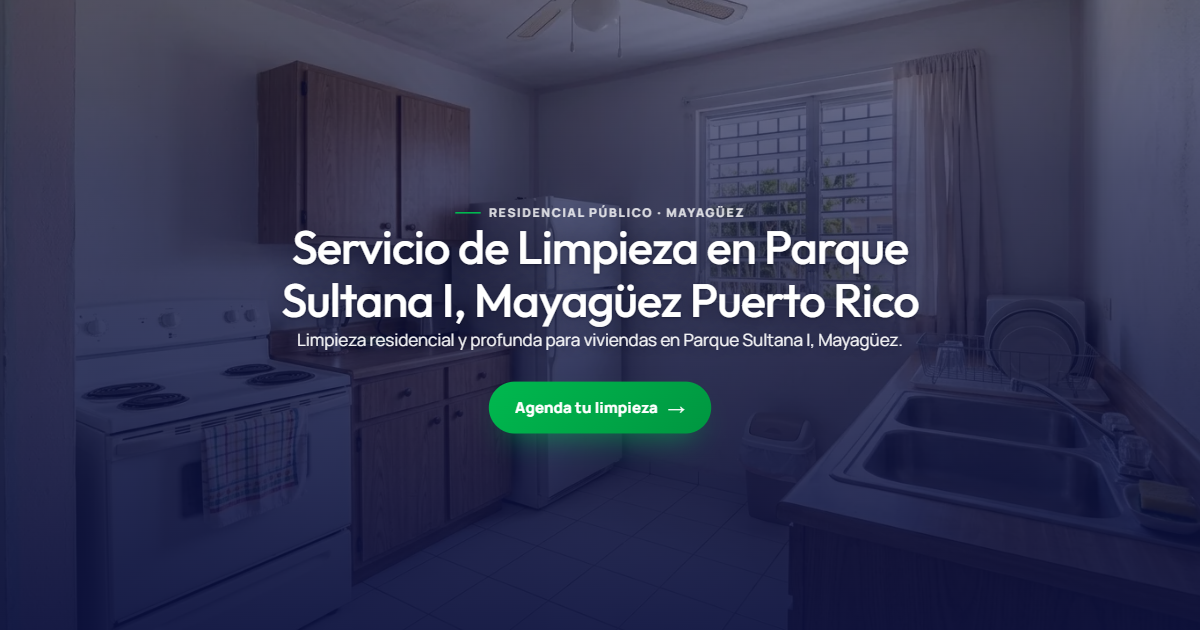 RESIDENCIAL PÚBLICO · MAYAGÜEZ
Servicio de Limpieza en Parque
Sultana I, Mayagüez Puerto Rico
Limpieza residencial y profunda para viviendas en Parque Sultana I, Mayagüez.
Agenda tu limpieza →